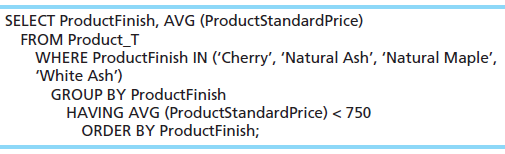 SELECT ProductFinish, AVG (ProductStandardPrice)
FROM Product_T
WHERE ProductFinish IN (‘Cherry’, ‘Natural Ash’, ‘Natural Maple’,
‘White Ash’)
GROUP BY ProductFinish
HAVING AVG (ProductStandardPrice) < 750
ORDER BY ProductFinish;